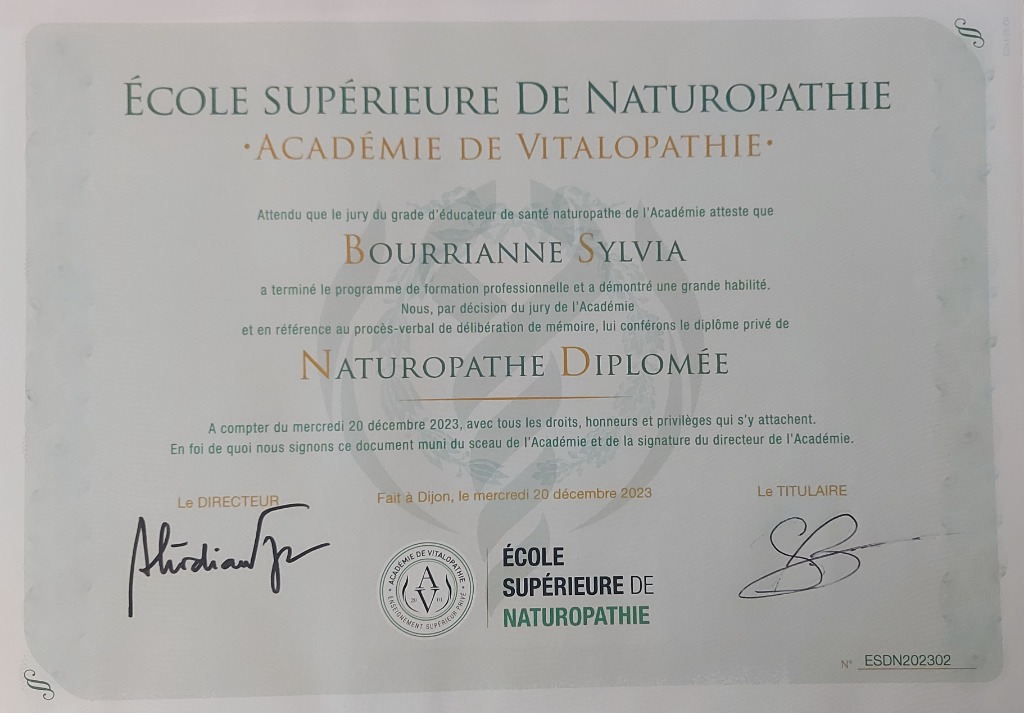 ÉCOLE SUPÉRIEURE DE NATUROPATHIE
·ACADÉMIE DE VITALOPATHIE·
Attendu que le jury du grade d'éducateur de santé naturopathe de l'Académie atteste que
BOURRIANNE SYLVIA
a terminé le programme de formation professionnelle et a démontré une grande habilité.
Nous, par décision du jury de l'Académie
et en référence au procès-verbal de délibération de mémoire, lui conférons le diplôme privé de
NATUROPATHE DIPLOMÉE
A compter du mercredi 20 décembre 2023, avec tous les droits, honneurs et privilèges qui s'y attachent.
En foi de quoi nous signons ce document muni du sceau de l'Académie et de la signature du directeur de l'Académie.
Le DIRECTEUR
Fait à Dijon, le mercredi 20 décembre 2023
Le TITULAIRE
ACADÉMIE DE VITALOPATHIE
AV
ENSEIGNEMENT SUPÉRIEUR PRIVÉ
ÉCOLE
SUPÉRIEURE DE
NATUROPATHIE
N° ESDN202302